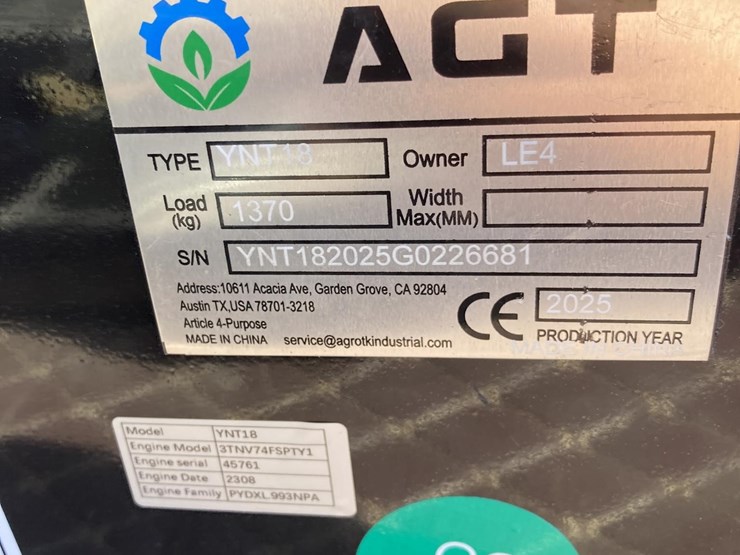 AGT
TYPE YNT18 Owner LE4
Load (kg) 1370 Width Max(MM)
S/N YNT182025G0226681
Address:10611 Acacia Ave, Garden Grove, CA 92804
Austin TX,USA 78701-3218
Article 4-Purpose
MADE IN CHINA service@agrotkindustrial.com
CE 2025
PRODUCTION YEAR
Model YNT18
Engine Model 3TNV74FSPTY1
Engine serial 45761
Engine Date 2308
Engine Family PYDXL.993NPA